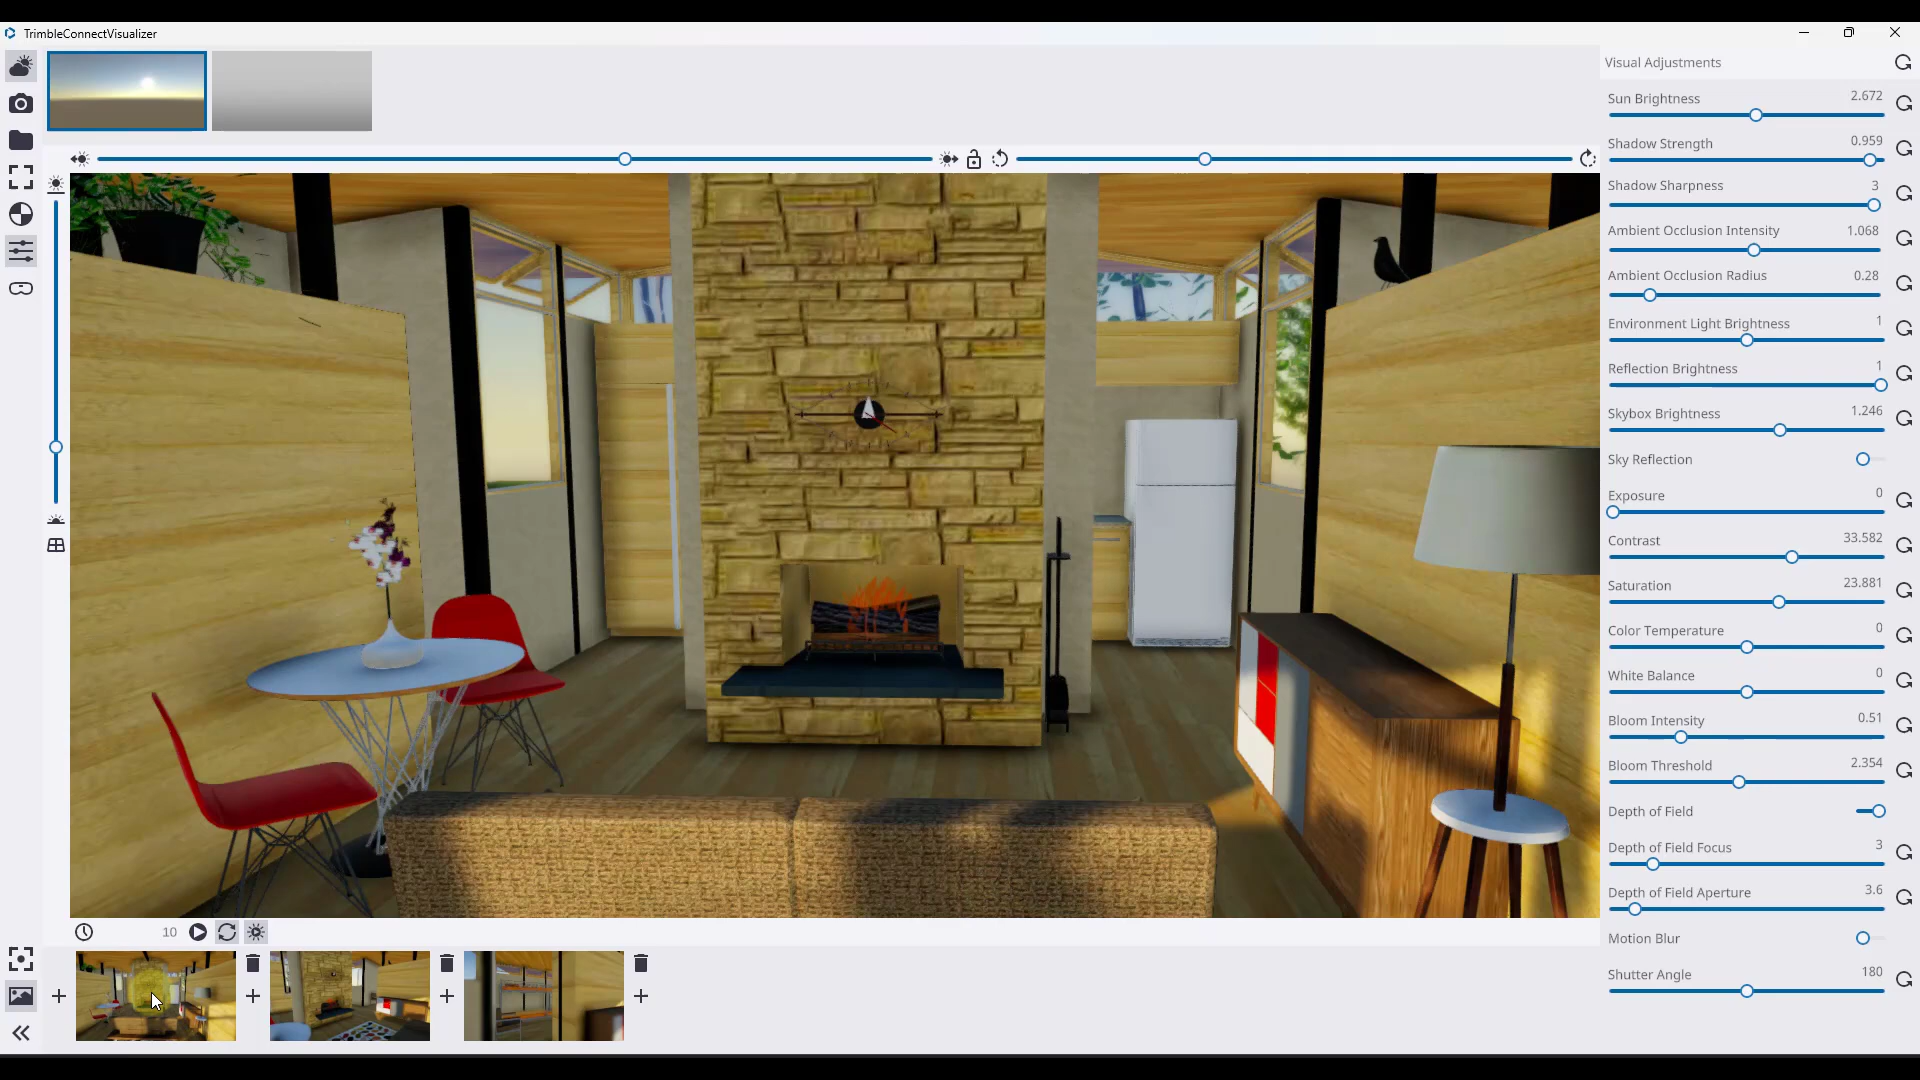 TrimbleConnectVisualizer
Visual Adjustments
Sun Brightness 2.672
Shadow Strength 0.959
Shadow Sharpness 3
Ambient Occlusion Intensity 1.068
Ambient Occlusion Radius 0.28
Environment Light Brightness 1
Reflection Brightness 1
Skybox Brightness 1.246
Sky Reflection
Exposure 0
Contrast 33.582
Saturation 23.881
Color Temperature 0
White Balance 0
Bloom Intensity 0.51
Bloom Threshold 2.354
Depth of Field
Depth of Field Focus 3
Depth of Field Aperture 3.6
Motion Blur
Shutter Angle 180
10